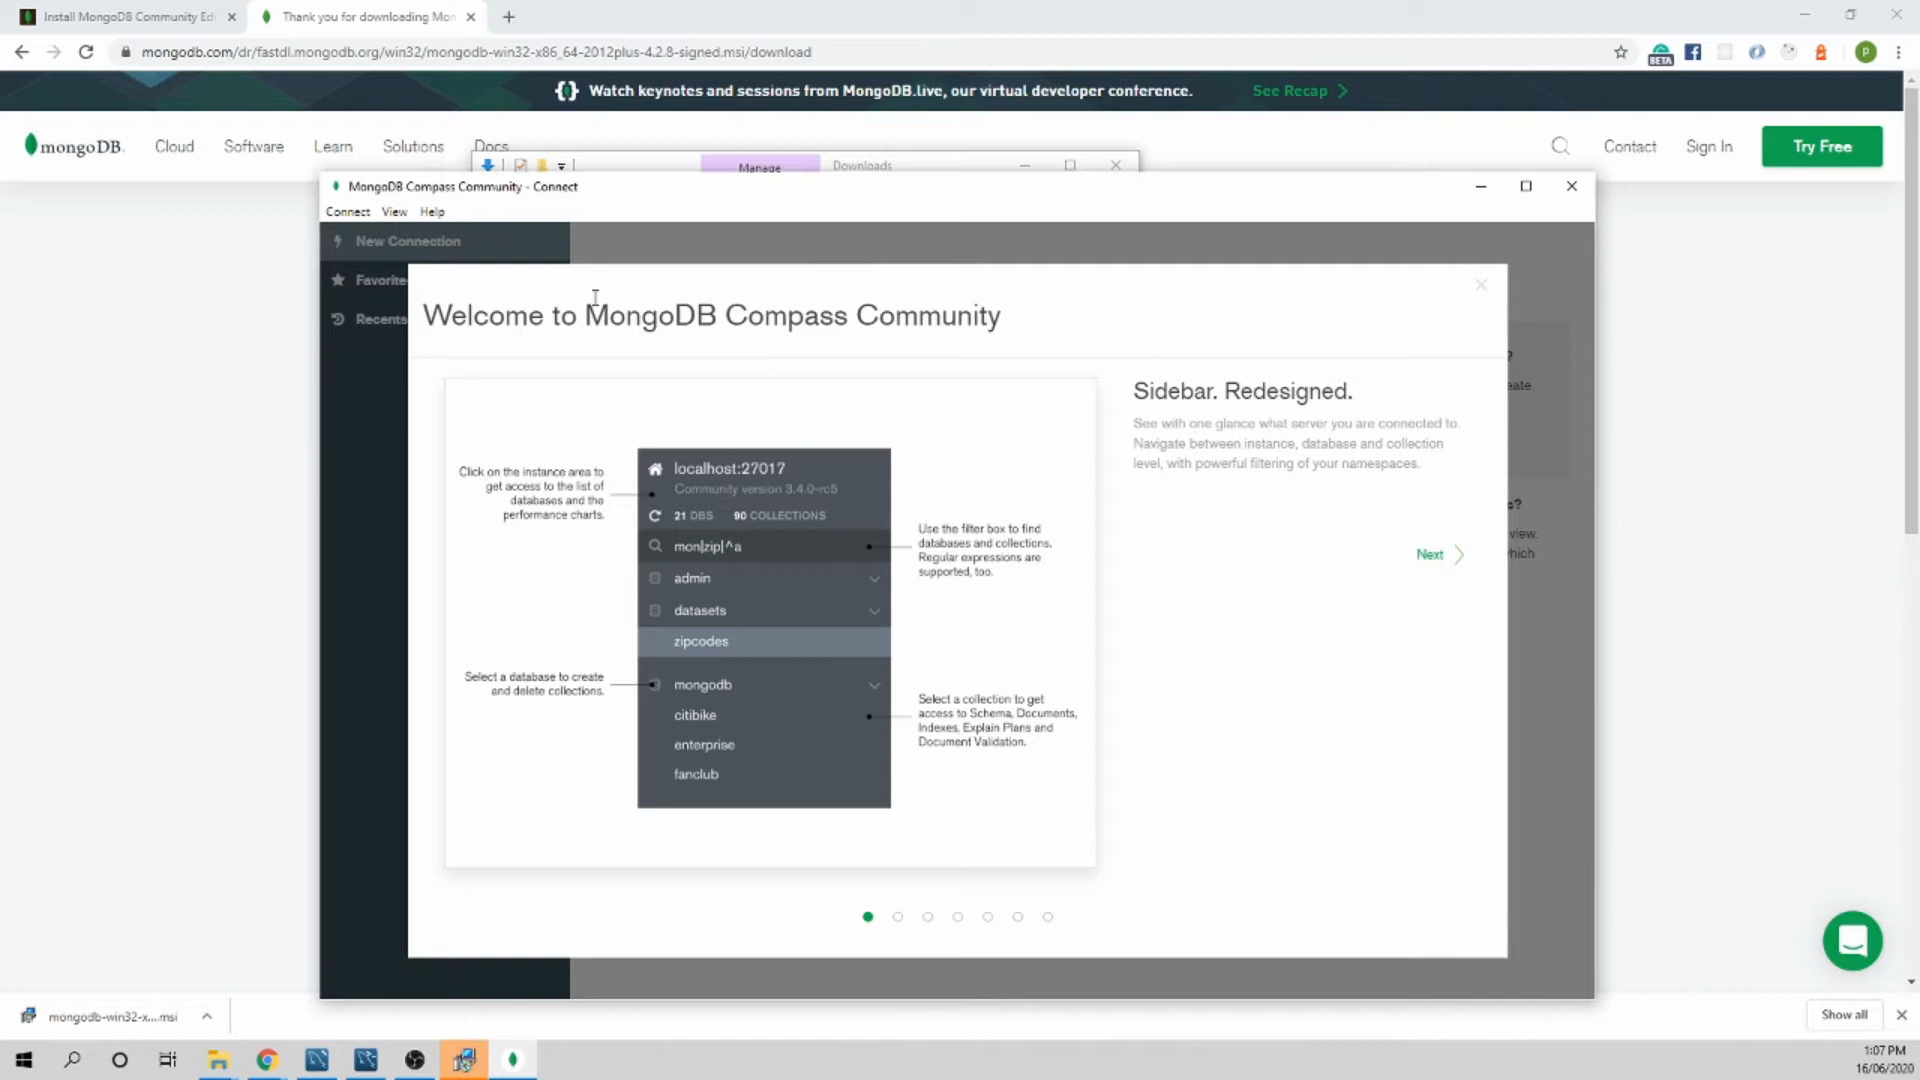 Install MongoDB Community Edi
Thank you for downloading Mon
mongodb.com/dr/fastdl.mongodb.org/win32/mongodb-win32-x86_64-2012plus-4.2.8-signed.msi/download
BETA
P
Watch keynotes and sessions from MongoDB.live, our virtual developer conference.
See Recap
mongoDB.
Cloud
Software
Learn
Solutions
Docs
Contact
Sign In
Try Free
Manage
Downloads
MongoDB Compass Community - Connect
Connect View Help
New Connection
Favorite
Recents
Welcome to MongoDB Compass Community
Sidebar. Redesigned.
See with one glance what server you are connected to.
Navigate between instance, database and collection
level, with powerful filtering of your namespaces.
Click on the instance area to
get access to the list of
databases and the
performance charts.
localhost:27017
Community version 3.4.0-rc5
21 DBS 90 COLLECTIONS
mon|zip|^a
admin
datasets
zipcodes
mongodb
citibike
enterprise
fanclub
Use the filter box to find
databases and collections.
Regular expressions are
supported, too.
Select a database to create
and delete collections.
Select a collection to get
access to Schema, Documents,
Indexes, Explain Plans and
Document Validation.
Next
?
eate
?
view.
hich
mongodb-win32-x....msi
Show all
1:07 PM
16/06/2020